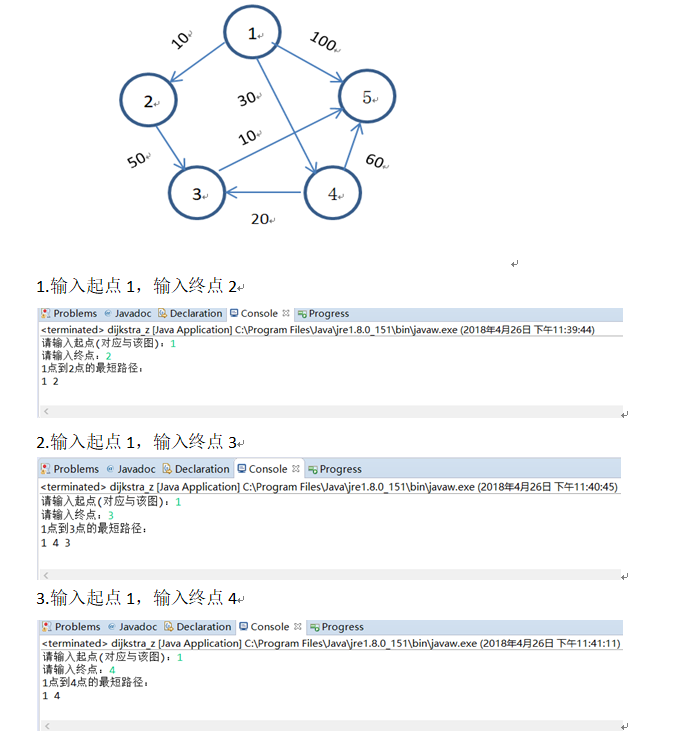 1
10
100
2
30
5
10
50
60
3
4
20
1.输入起点 1，输入终点 2
Problems @ Javadoc Declaration Console Progress
<terminated> dijkstra_z [Java Application] C:\Program Files\Java\jre1.8.0_151\bin\javaw.exe (2018年4月26日 下午11:39:44)
请输入起点(对应与该图)：1
请输入终点：2
1点到2点的最短路径：
1 2
2.输入起点 1，输入终点 3
Problems @ Javadoc Declaration Console Progress
<terminated> dijkstra_z [Java Application] C:\Program Files\Java\jre1.8.0_151\bin\javaw.exe (2018年4月26日 下午11:40:45)
请输入起点(对应与该图)：1
请输入终点：3
1点到3点的最短路径：
1 4 3
3.输入起点 1，输入终点 4
Problems @ Javadoc Declaration Console Progress
<terminated> dijkstra_z [Java Application] C:\Program Files\Java\jre1.8.0_151\bin\javaw.exe (2018年4月26日 下午11:41:11)
请输入起点(对应与该图)：1
请输入终点：4
1点到4点的最短路径：
1 4